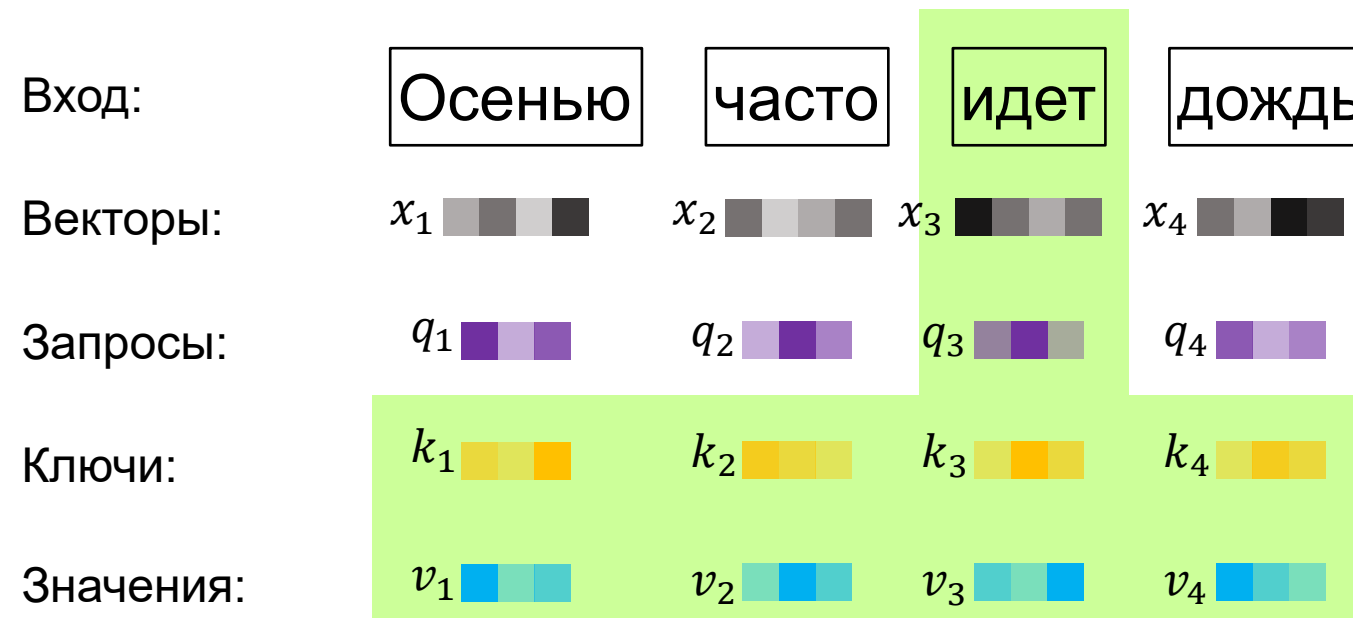 Вход: Осенью часто идет дождь
Векторы: x₁ x₂ x₃ x₄
Запросы: q₁ q₂ q₃ q₄
Ключи: k₁ k₂ k₃ k₄
Значения: v₁ v₂ v₃ v₄